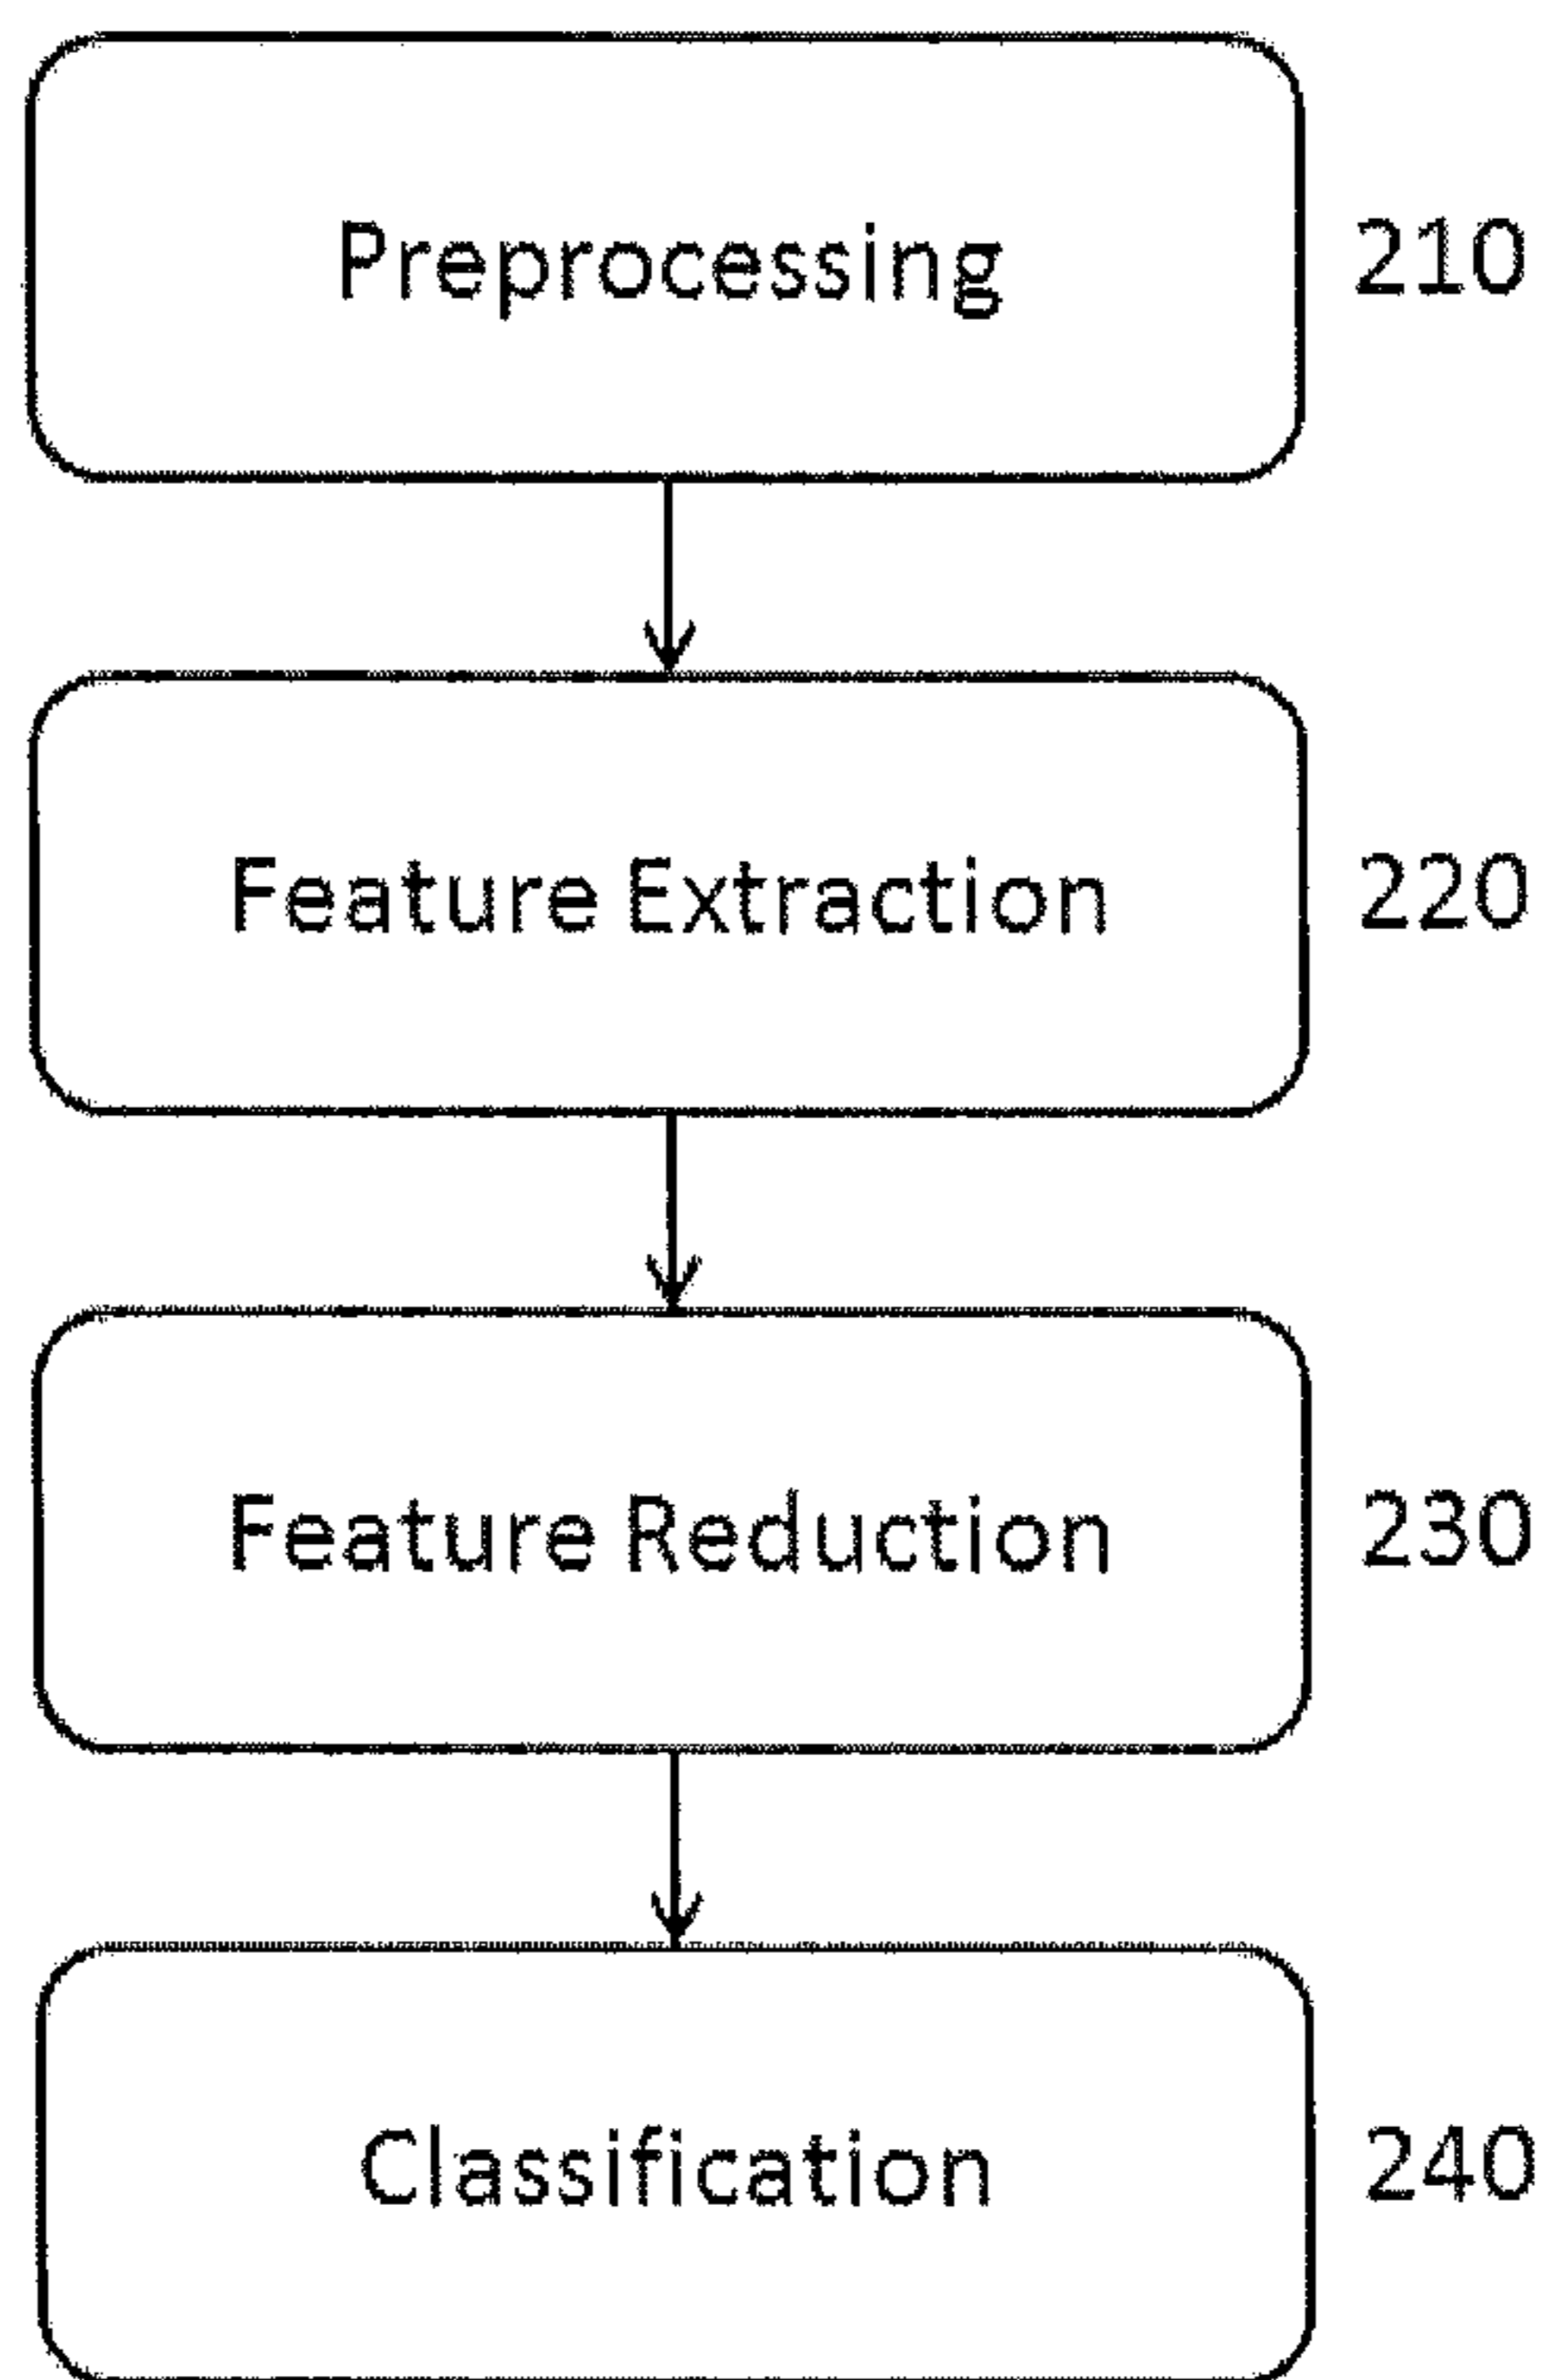 Preprocessing 210
Feature Extraction 220
Feature Reduction 230
Classification 240